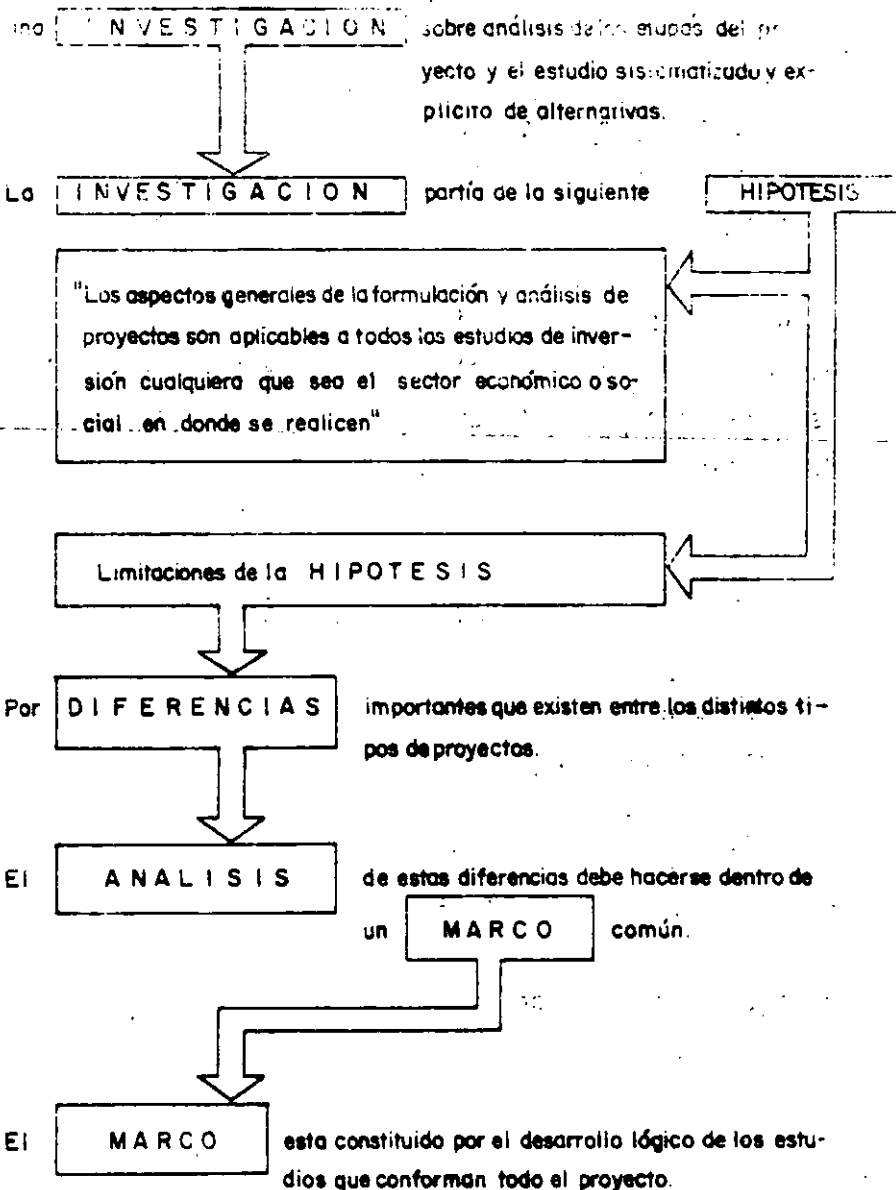 INVESTIGACION sobre análisis de las etapas del pro-
yecto y el estudio sistematizado y ex-
plícito de alternativas.
La INVESTIGACION partía de la siguiente HIPOTESIS
"Los aspectos generales de la formulación y análisis de
proyectos son aplicables a todos los estudios de inver-
sión cualquiera que sea el sector económico o so-
cial en donde se realicen"
Limitaciones de la HIPOTESIS
Por DIFERENCIAS importantes que existen entre los distintos ti-
pos de proyectos.
El ANALISIS de estas diferencias debe hacerse dentro de
un MARCO común.
El MARCO esta constituido por el desarrollo lógico de los estu-
dios que conforman todo el proyecto.